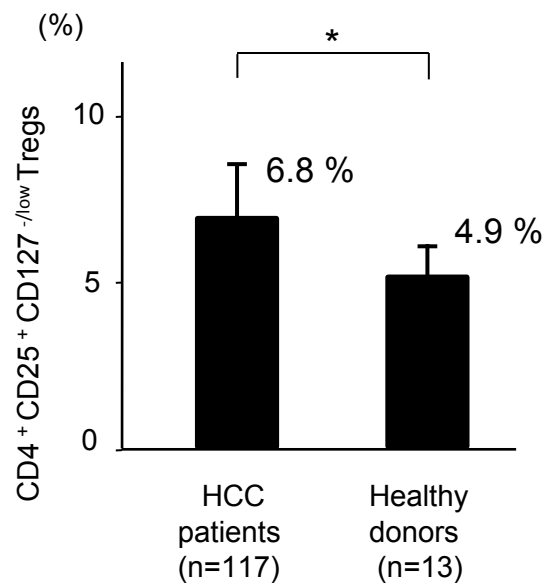 (%)
*
10
6.8 %
4.9 %
5
0
CD4⁺CD25⁺CD127⁻/ˡᵒʷ Tregs
HCC
patients
(n=117)
Healthy
donors
(n=13)